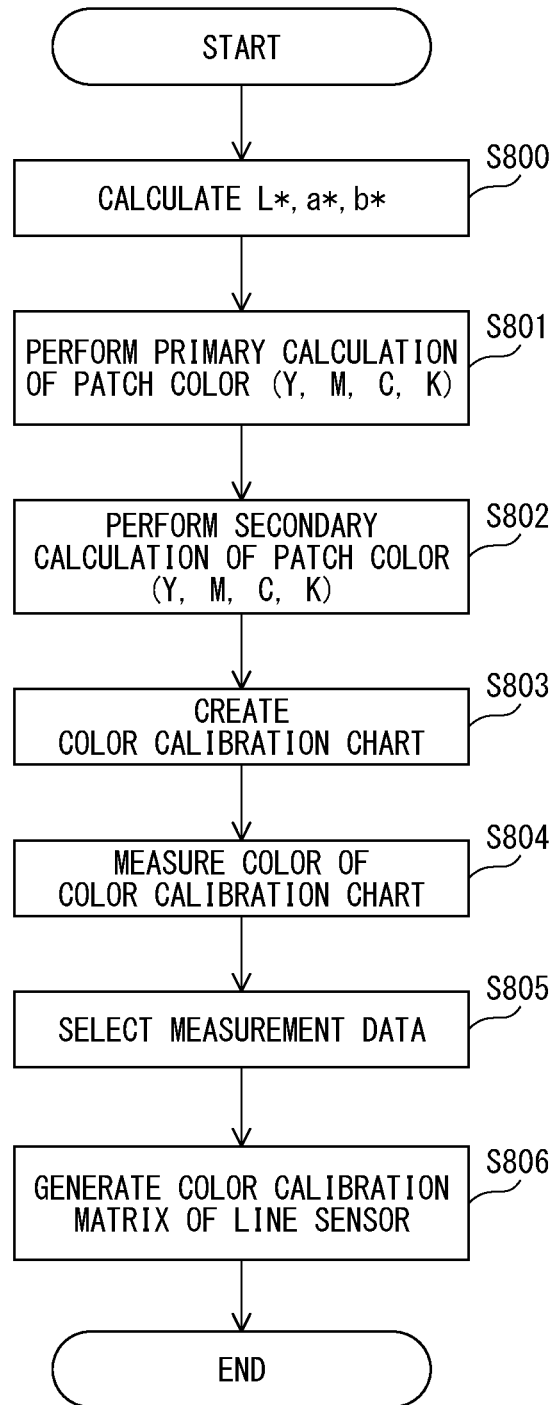 START
S800
CALCULATE L*, a*, b*
S801
PERFORM PRIMARY CALCULATION
OF PATCH COLOR (Y, M, C, K)
S802
PERFORM SECONDARY
CALCULATION OF PATCH COLOR
(Y, M, C, K)
S803
CREATE
COLOR CALIBRATION CHART
S804
MEASURE COLOR OF
COLOR CALIBRATION CHART
S805
SELECT MEASUREMENT DATA
S806
GENERATE COLOR CALIBRATION
MATRIX OF LINE SENSOR
END